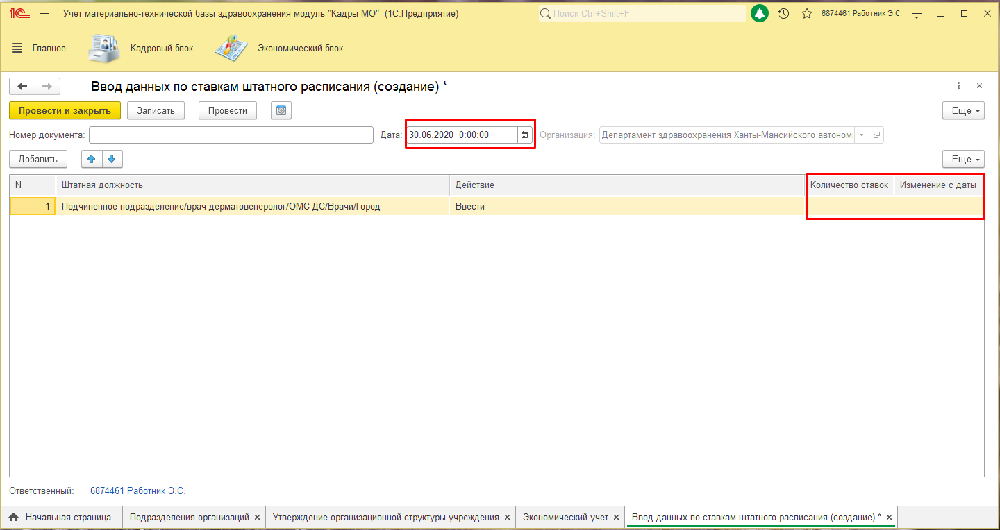 1С Учет материально-технической базы здравоохранения модуль "Кадры МО" (1С:Предприятие) Поиск Ctrl+Shift+F 6874461 Работник Э.С.
Главное Кадровый блок Экономический блок
Ввод данных по ставкам штатного расписания (создание) *
Провести и закрыть Записать Провести Еще
Номер документа: Дата: 30.06.2020 0:00:00 Организация: Департамент здравоохранения Ханты-Мансийского автоном
Добавить Еще
N Штатная должность Действие Количество ставок Изменение с даты
1 Подчиненное подразделение/врач-дерматовенеролог/ОМС ДС/Врачи/Город Ввести
Ответственный: 6874461 Работник Э.С.
Начальная страница Подразделения организаций Утверждение организационной структуры учреждения Экономический учет Ввод данных по ставкам штатного расписания (создание) *